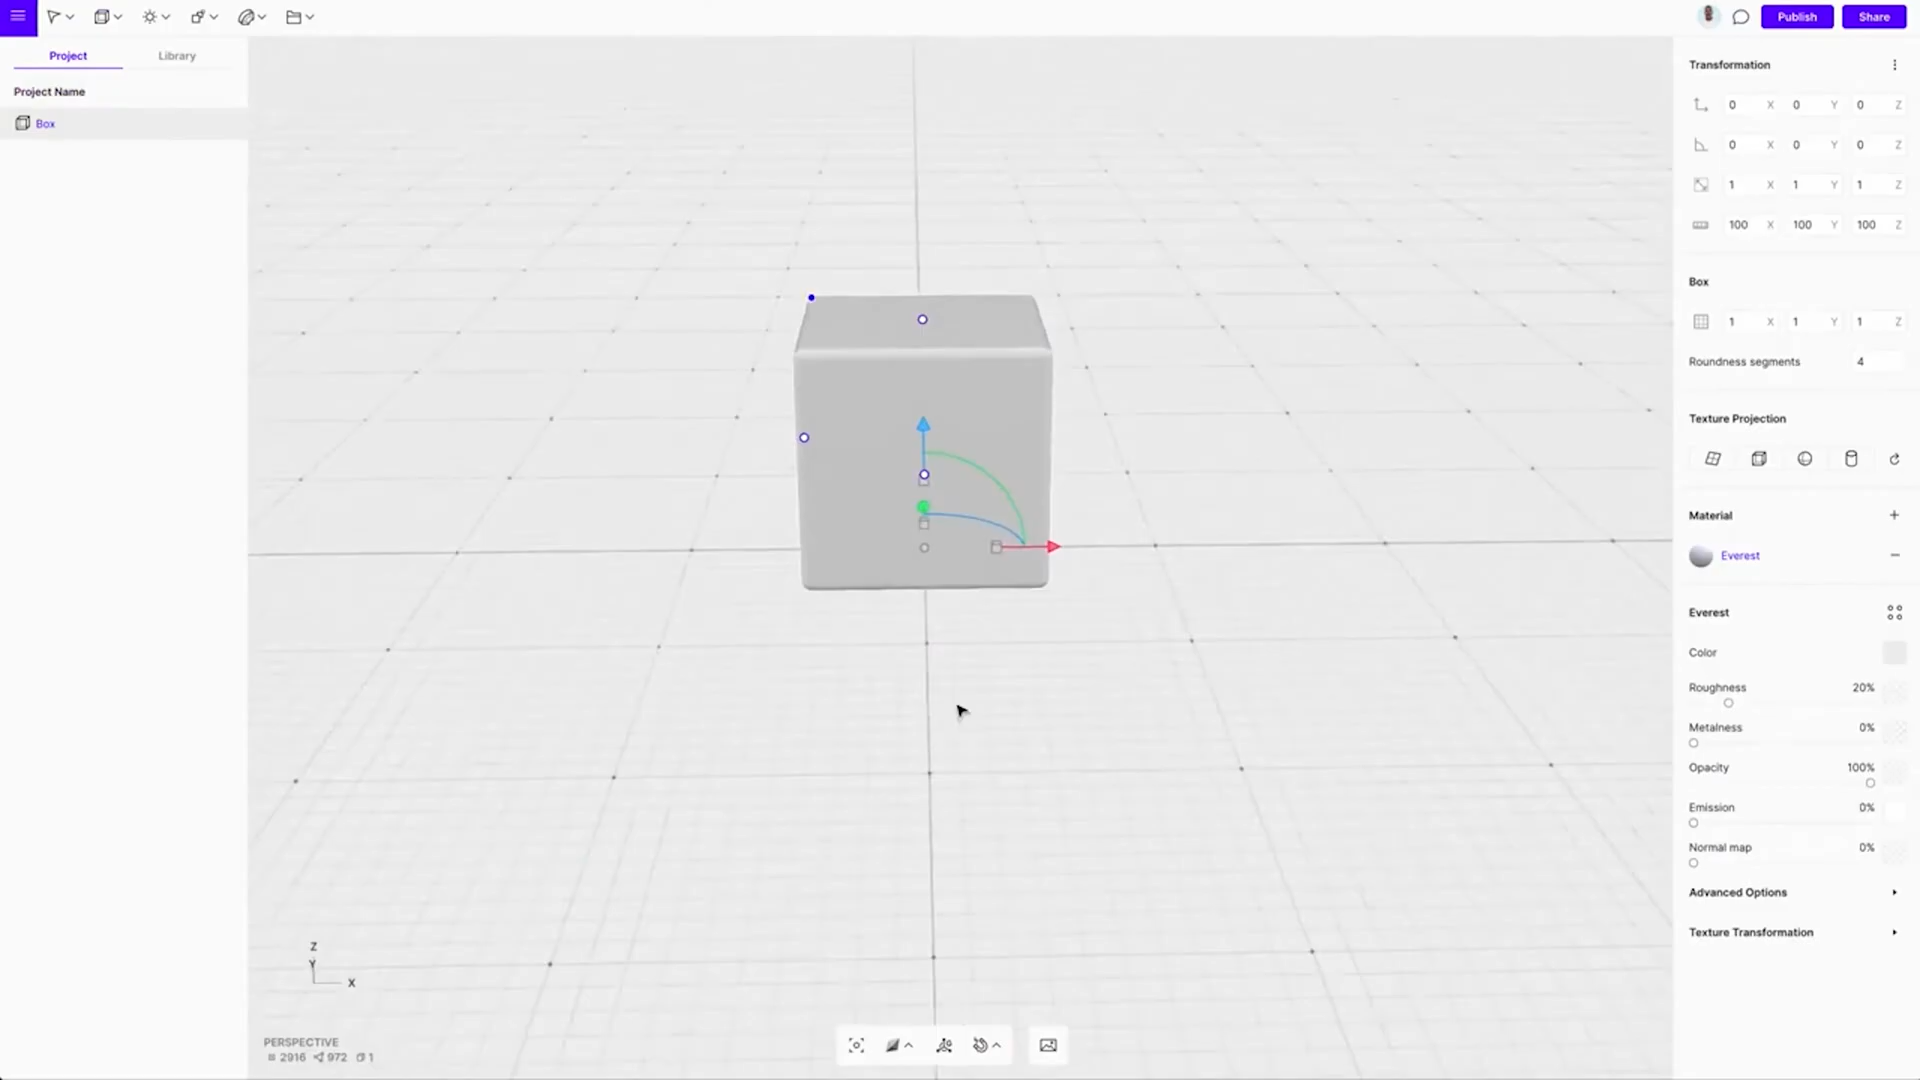 Publish
Share
Project
Library
Project Name
Box
Transformation
0 X 0 Y 0 Z
0 X 0 Y 0 Z
1 X 1 Y 1 Z
100 X 100 Y 100 Z
Box
1 X 1 Y 1 Z
Roundness segments 4
Texture Projection
Material
Everest
Everest
Color
Roughness 20%
Metalness 0%
Opacity 100%
Emission 0%
Normal map 0%
Advanced Options
Texture Transformation
Z
Y
X
PERSPECTIVE
2916 972 1